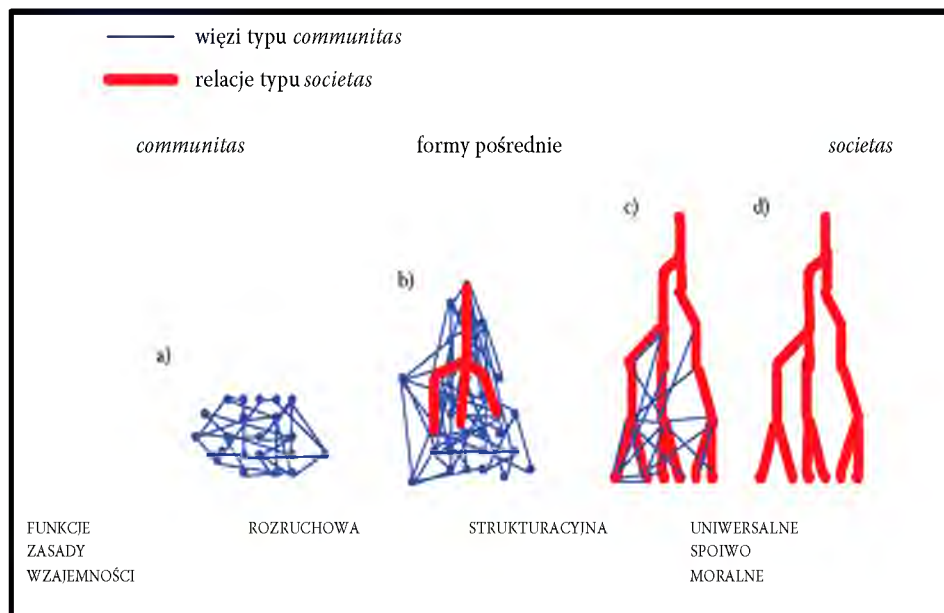 więzi typu communitas
relacje typu societas
communitas formy pośrednie societas
c) d)
b)
a)
FUNKCJE ROZRUCHOWA STRUKTURACYJNA UNIWERSALNE
ZASADY SPOIWO
WZAJEMNOŚCI MORALNE